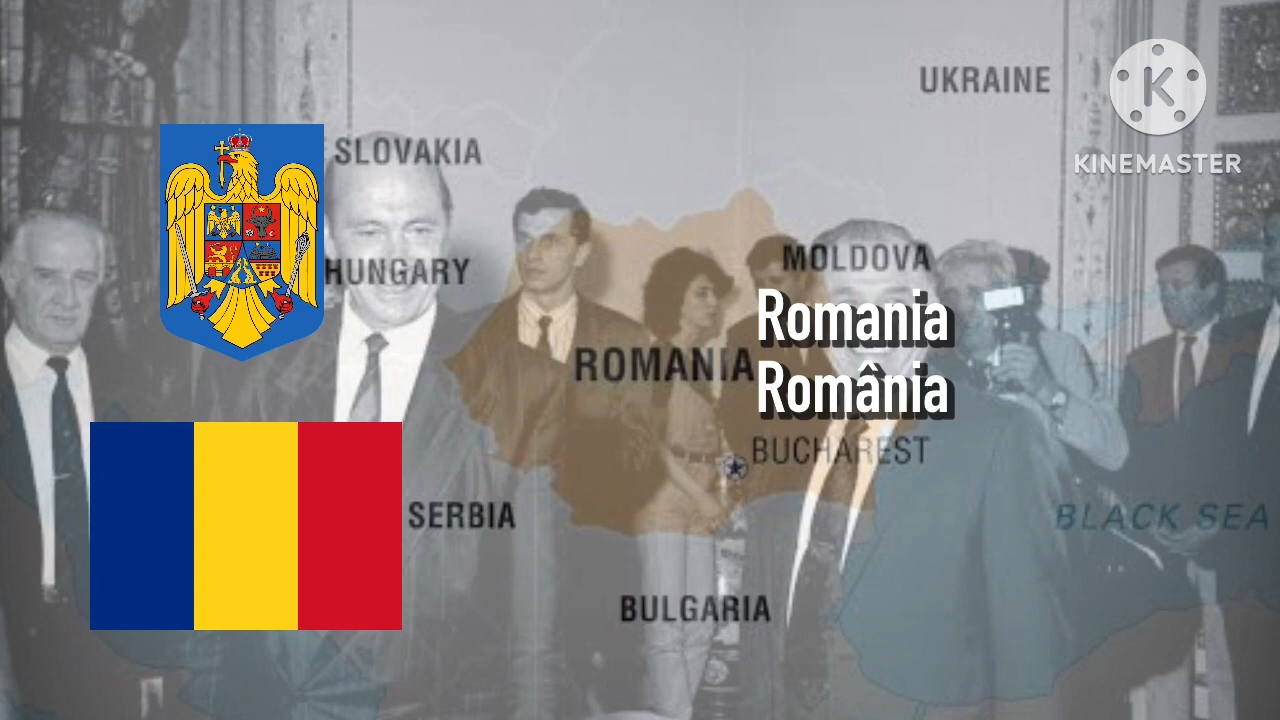 UKRAINE
KINEMASTER
SLOVAKIA
HUNGARY
MOLDOVA
Romania
ROMANIA
România
BUCHAREST
SERBIA
BLACK SEA
BULGARIA